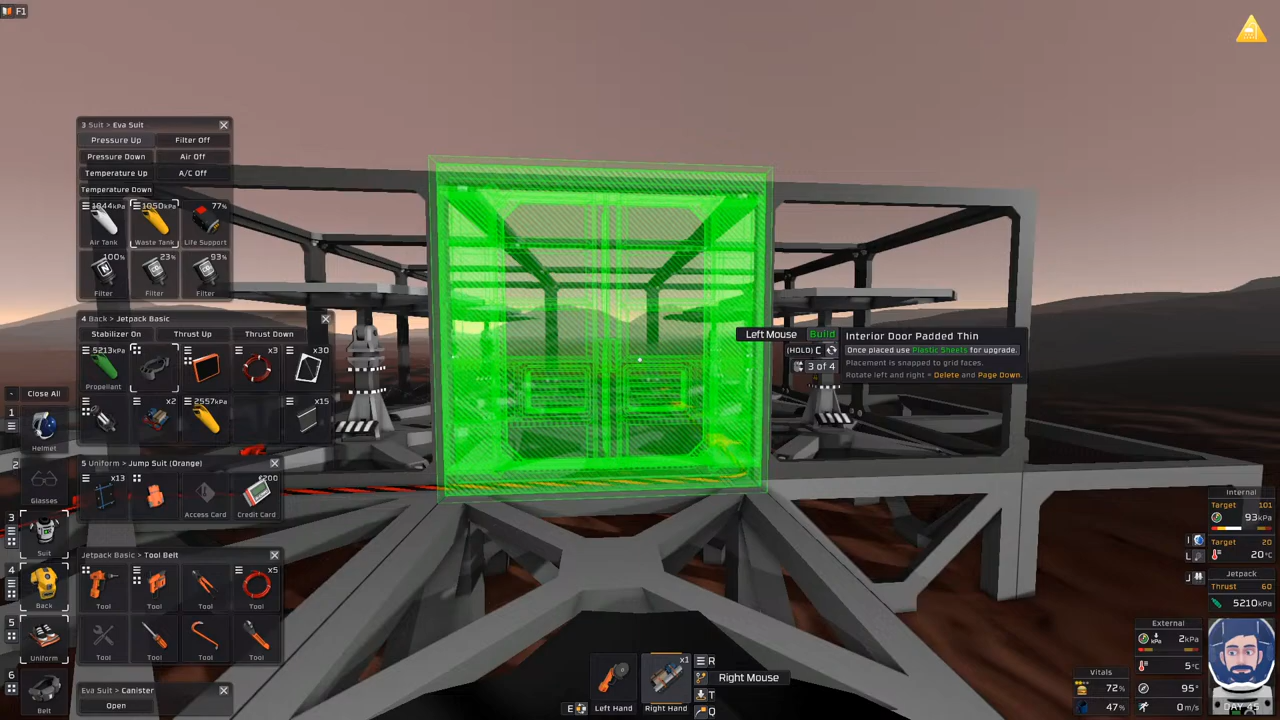 F1
3 Suit > Eva Suit
Pressure Up
Filter Off
Pressure Down
Air Off
Temperature Up
A/C Off
Temperature Down
1844kPa
1050kPa
77%
Air Tank
Waste Tank
Life Support
100%
23%
93%
Filter
Filter
Filter
4 Back > Jetpack Basic
Stabilizer On
Thrust Up
Thrust Down
5213kPa
x3
x30
Propellant
x2
2557kPa
x15
- Close All
1
Helmet
2
Glasses
3
Suit
4
Back
5
Uniform
6
Belt
5 Uniform > Jump Suit (Orange)
x13
€200
Access Card
Credit Card
Jetpack Basic > Tool Belt
x5
Tool
Tool
Tool
Tool
Tool
Tool
Tool
Tool
Eva Suit > Canister
Open
Left Mouse
Build
(HOLD) C
3 of 4
Interior Door Padded Thin
Once placed use Plastic Sheets for upgrade.
Placement is snapped to grid faces.
Rotate left and right = Delete and Page Down.
x1
R
Right Mouse
T
Q
E
Left Hand
Right Hand
Internal
Target 101
93kPa
I
Target 20
L
20°C
Jetpack
J
Thrust 60
5210kPa
External
2kPa
5°C
Vitals
72%
95°
47%
0m/s
DAY 45